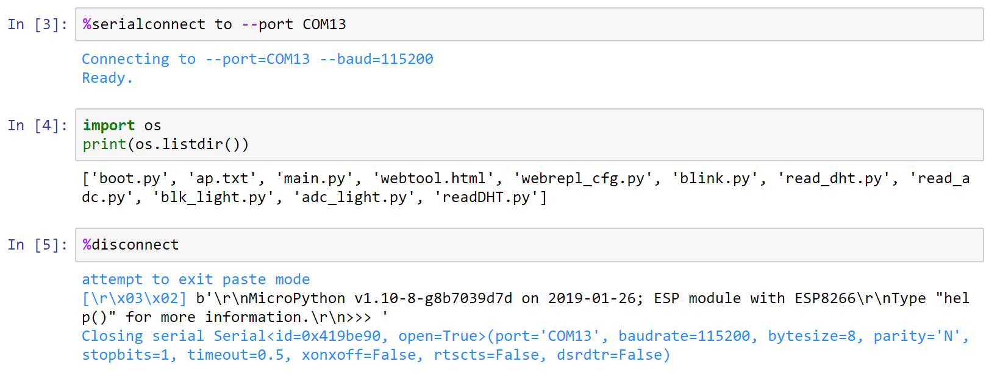 In [3]: %serialconnect to --port COM13
Connecting to --port=COM13 --baud=115200
Ready.
In [4]: import os
print(os.listdir())
['boot.py', 'ap.txt', 'main.py', 'webtool.html', 'webrepl_cfg.py', 'blink.py', 'read_dht.py', 'read_a
dc.py', 'blk_light.py', 'adc_light.py', 'readDHT.py']
In [5]: %disconnect
attempt to exit paste mode
[\r\x03\x02] b'\r\nMicroPython v1.10-8-g8b7039d7d on 2019-01-26; ESP module with ESP8266\r\nType "hel
p()" for more information.\r\n>>> '
Closing serial Serial<id=0x419be90, open=True>(port='COM13', baudrate=115200, bytesize=8, parity='N',
stopbits=1, timeout=0.5, xonxoff=False, rtscts=False, dsrdtr=False)